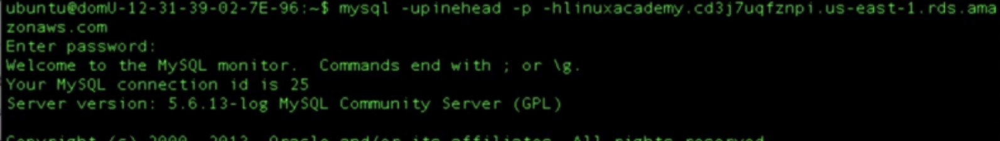 ubuntu@domU-12-31-39-02-7E-96:~$ mysql -upinehead -p -hlinuxacademy.cd3j7uqfznpi.us-east-1.rds.ama
zonaws.com
Enter password:
Welcome to the MySQL monitor.  Commands end with ; or \g.
Your MySQL connection id is 25
Server version: 5.6.13-log MySQL Community Server (GPL)
Copyright (c) 2000, 2013, Oracle and/or its affiliates. All rights reserved.